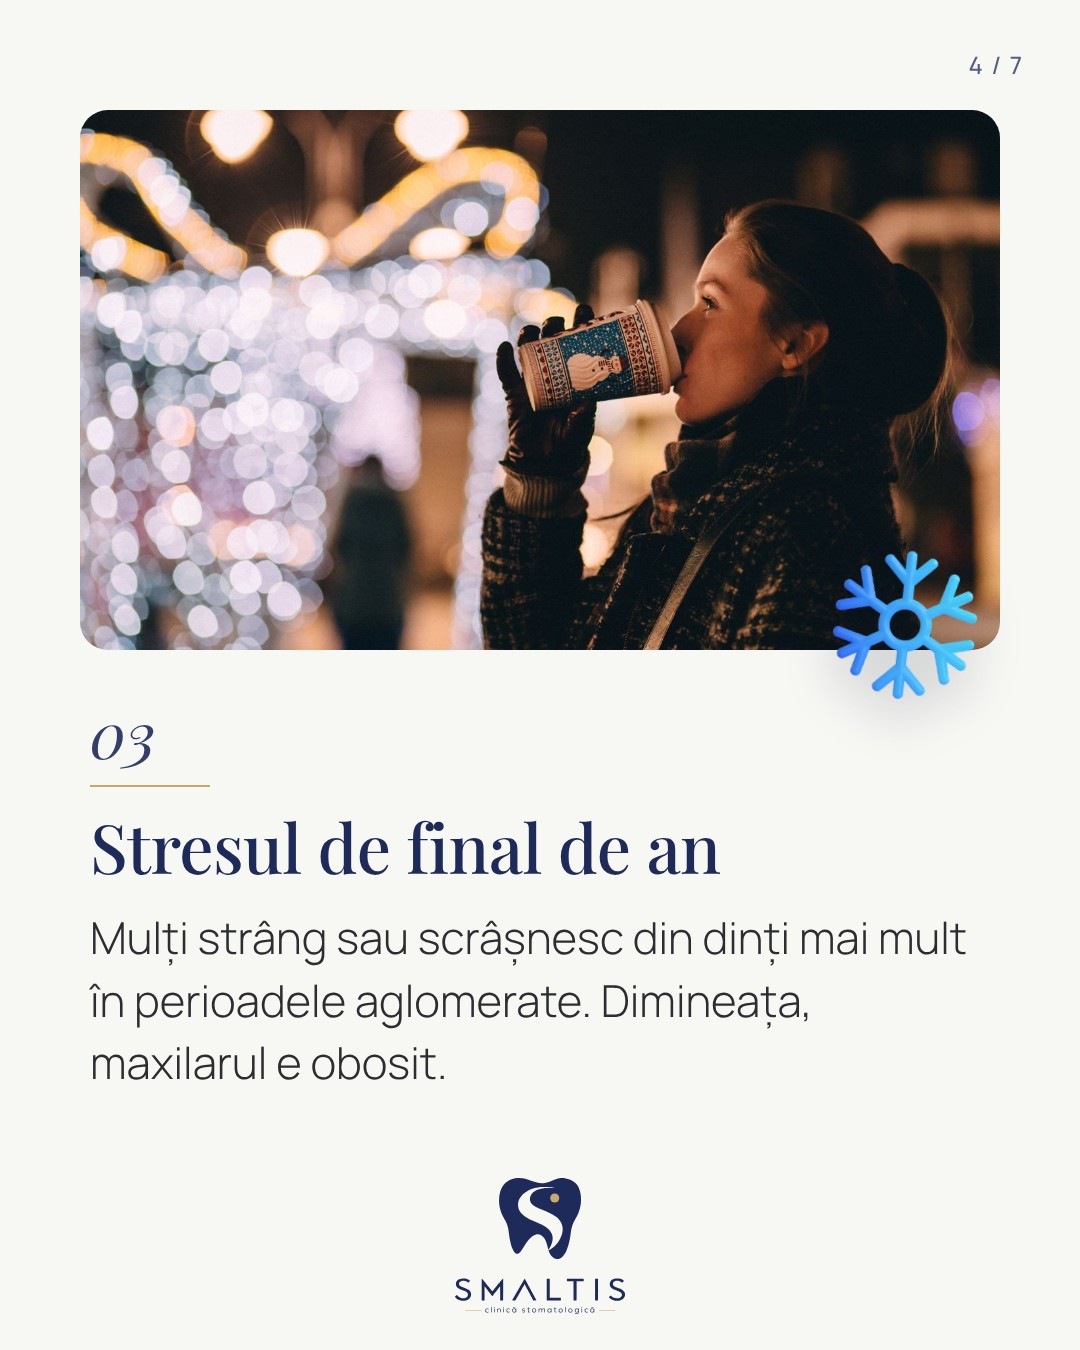 4 / 7
03
Stresul de final de an
Mulți strâng sau scrâșnesc din dinți mai mult
în perioadele aglomerate. Dimineața,
maxilarul e obosit.
SMALTIS
clinică stomatologică